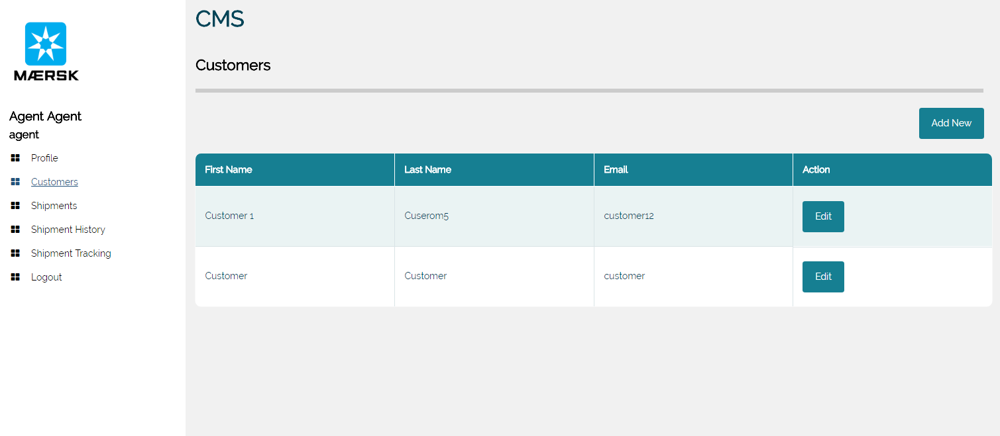 MÆRSK
Agent Agent
agent
Profile
Customers
Shipments
Shipment History
Shipment Tracking
Logout
CMS
Customers
Add New
First Name Last Name Email Action
Customer 1 Cuserom5 customer12 Edit
Customer Customer customer Edit